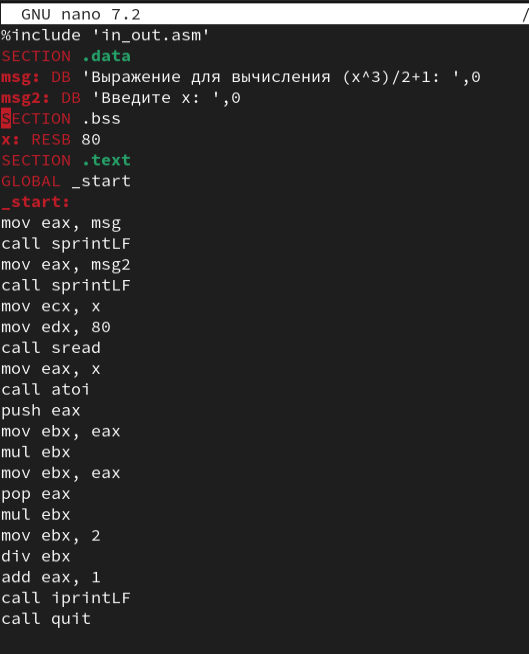 GNU nano 7.2 /
%include 'in_out.asm'
SECTION .data
msg: DB 'Выражение для вычисления (x^3)/2+1: ',0
msg2: DB 'Введите x: ',0
SECTION .bss
x: RESB 80
SECTION .text
GLOBAL _start
_start:
mov eax, msg
call sprintLF
mov eax, msg2
call sprintLF
mov ecx, x
mov edx, 80
call sread
mov eax, x
call atoi
push eax
mov ebx, eax
mul ebx
mov ebx, eax
pop eax
mul ebx
mov ebx, 2
div ebx
add eax, 1
call iprintLF
call quit